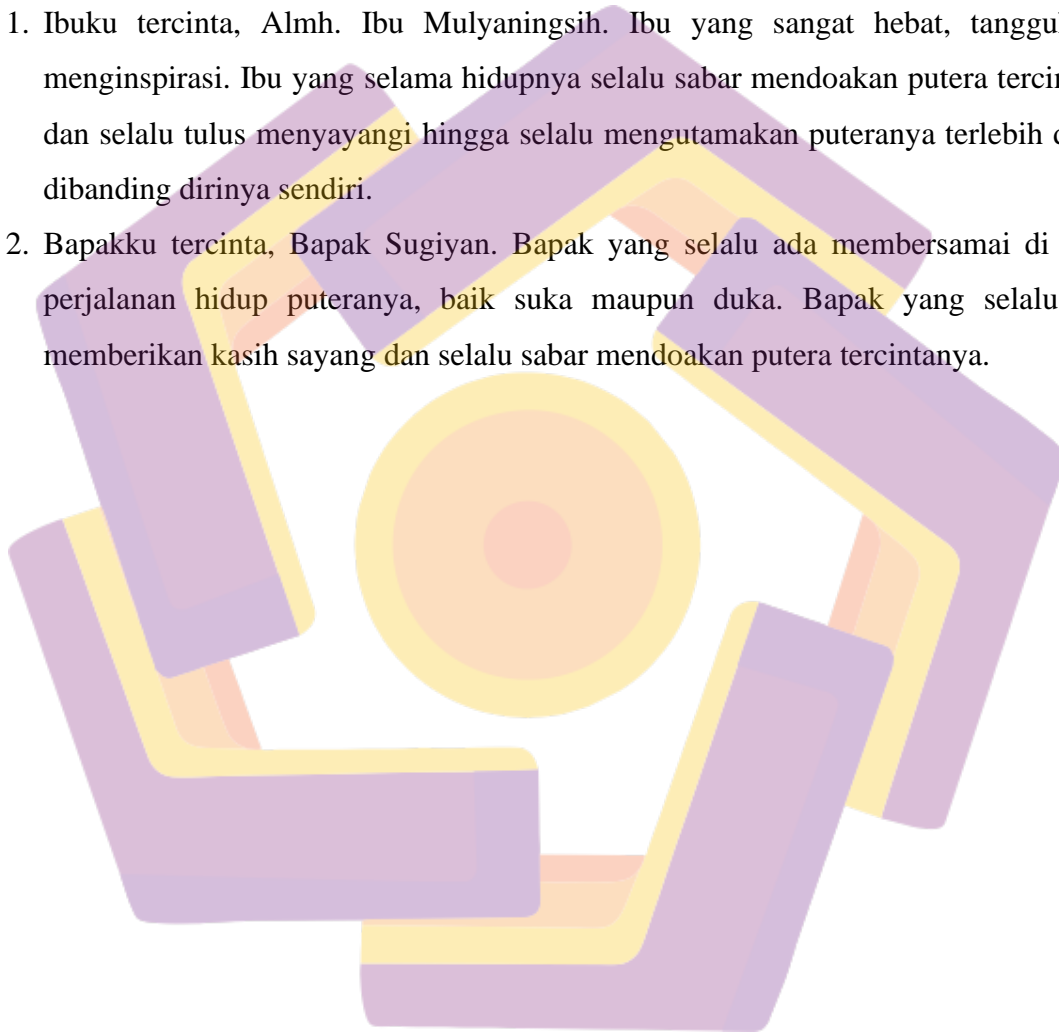 1. Ibuku tercinta, Almh. Ibu Mulyaningsih. Ibu yang sangat hebat,
menginspirasi. Ibu yang selama hidupnya selalu sabar mendoakan putera
dan selalu tulus menyayangi hingga selalu mengutamakan puteranya terlebih
dibanding dirinya sendiri.
2. Bapakku tercinta, Bapak Sugiyan. Bapak yang selalu ada membersamai di
perjalanan hidup puteranya, baik suka maupun duka. Bapak yang selalu
memberikan kasih sayang dan selalu sabar mendoakan putera tercintanya.